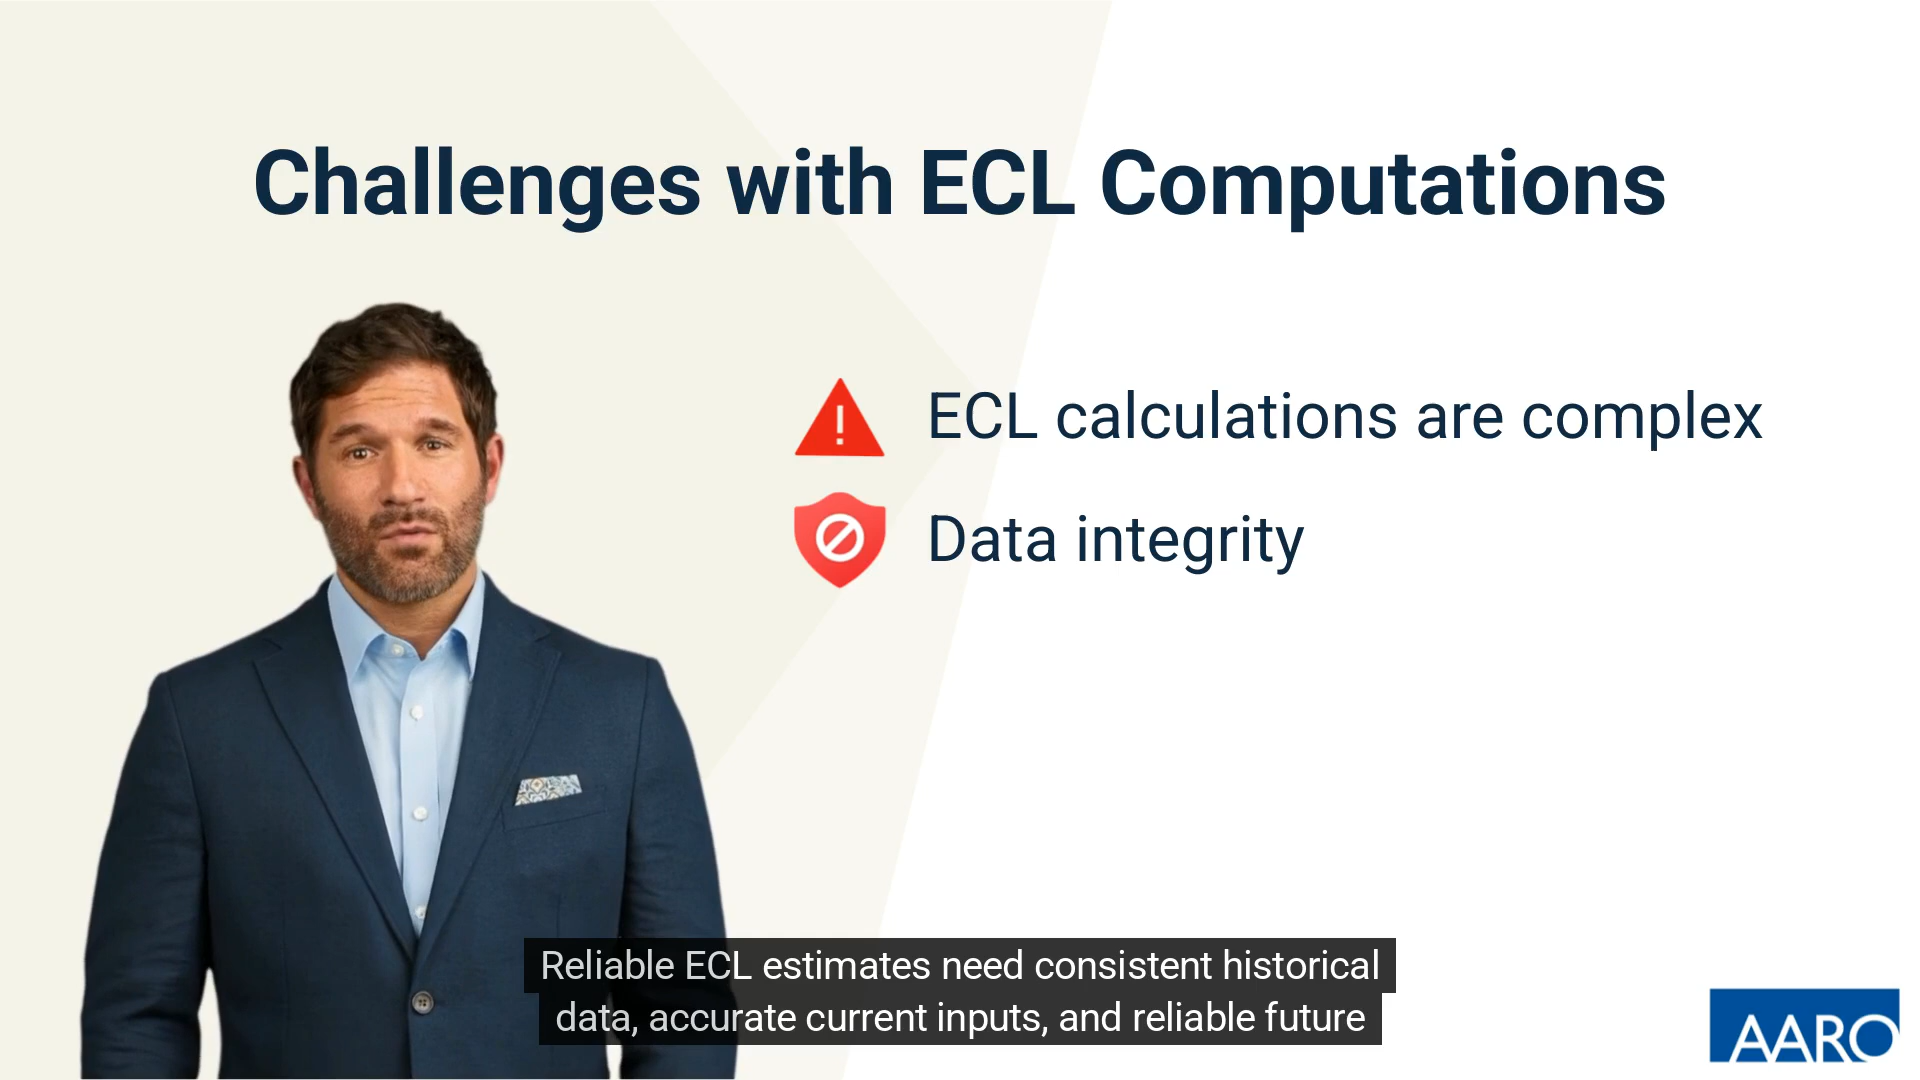 Challenges with ECL Computations
ECL calculations are complex
Data integrity
Reliable ECL estimates need consistent historical
data, accurate current inputs, and reliable future
AARO